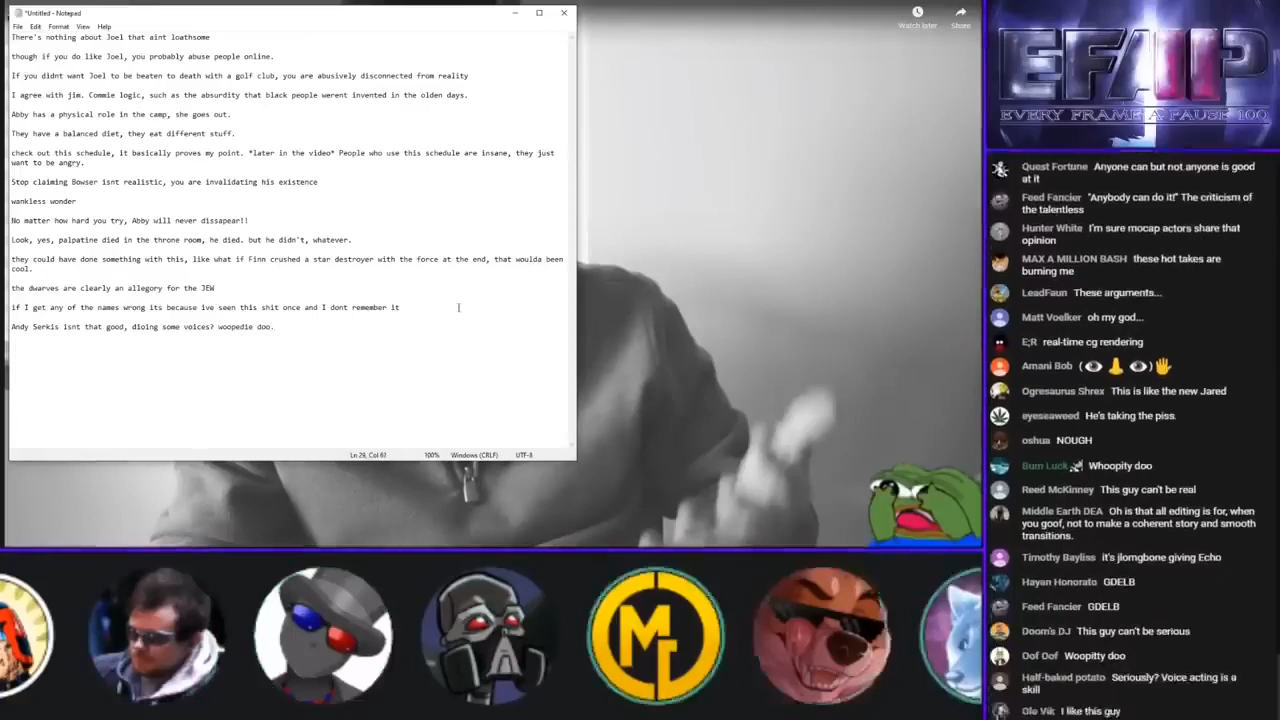 *Untitled - Notepad
File Edit Format View Help
There's nothing about Joel that aint loathsome
though if you do like Joel, you probably abuse people online.
If you didnt want Joel to be beaten to death with a golf club, you are abusively disconnected from reality
I agree with jim. Commie logic, such as the absurdity that black people werent invented in the olden days.
Abby has a physical role in the camp, she goes out.
They have a balanced diet, they eat different stuff.
check out this schedule, it basically proves my point. *later in the video* People who use this schedule are insane, they just
want to be angry.
Stop claiming Bowser isnt realistic, you are invalidating his existence
wankless wonder
No matter how hard you try, Abby will never dissapear!!
Look, yes, palpatine died in the throne room, he died. but he didn't, whatever.
they could have done something with this, like what if Finn crushed a star destroyer with the force at the end, that woulda been
cool.
the dwarves are clearly an allegory for the JEW
if I get any of the names wrong its because ive seen this shit once and I dont remember it
Andy Serkis isnt that good, dioing some voices? woopedie doo.
Ln 29, Col 62
100%
Windows (CRLF)
UTF-8
Watch later
Share
EFAP
EVERY FRAME A PAUSE 100
Quest Fortune Anyone can but not anyone is good
at it
Feed Fancier "Anybody can do it!" The criticism of
the talentless
Hunter White I'm sure mocap actors share that
opinion
MAX A MILLION BASH these hot takes are
burning me
LeadFaun These arguments...
Matt Voelker oh my god...
E;R real-time cg rendering
Amani Bob (👁👃👁)🖐
Ogresaurus Shrex This is like the new Jared
eyeseaweed He's taking the piss.
oshua NOUGH
Bum Luck Whoopity doo
Reed McKinney This guy can't be real
Middle Earth DEA Oh is that all editing is for, when
you goof, not to make a coherent story and smooth
transitions.
Timothy Bayliss it's jlongbone giving Echo
Hayan Honorato GDELB
Feed Fancier GDELB
Doom's DJ This guy can't be serious
Oof Oof Woopitty doo
Half-baked potato Seriously? Voice acting is a
skill
Ole Vik I like this guy
ML